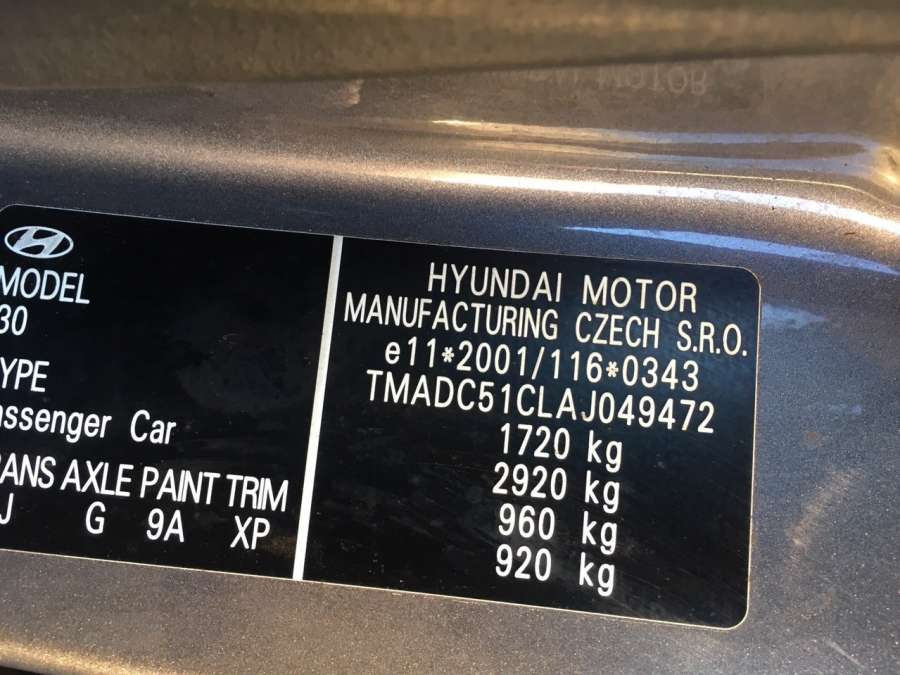 MODEL
30
YPE
assenger Car
RANS AXLE PAINT TRIM
J G 9A XP
HYUNDAI MOTOR
MANUFACTURING CZECH S.R.O.
e11*2001/116*0343
TMADC51CLAJ049472
1720 kg
2920 kg
960 kg
920 kg